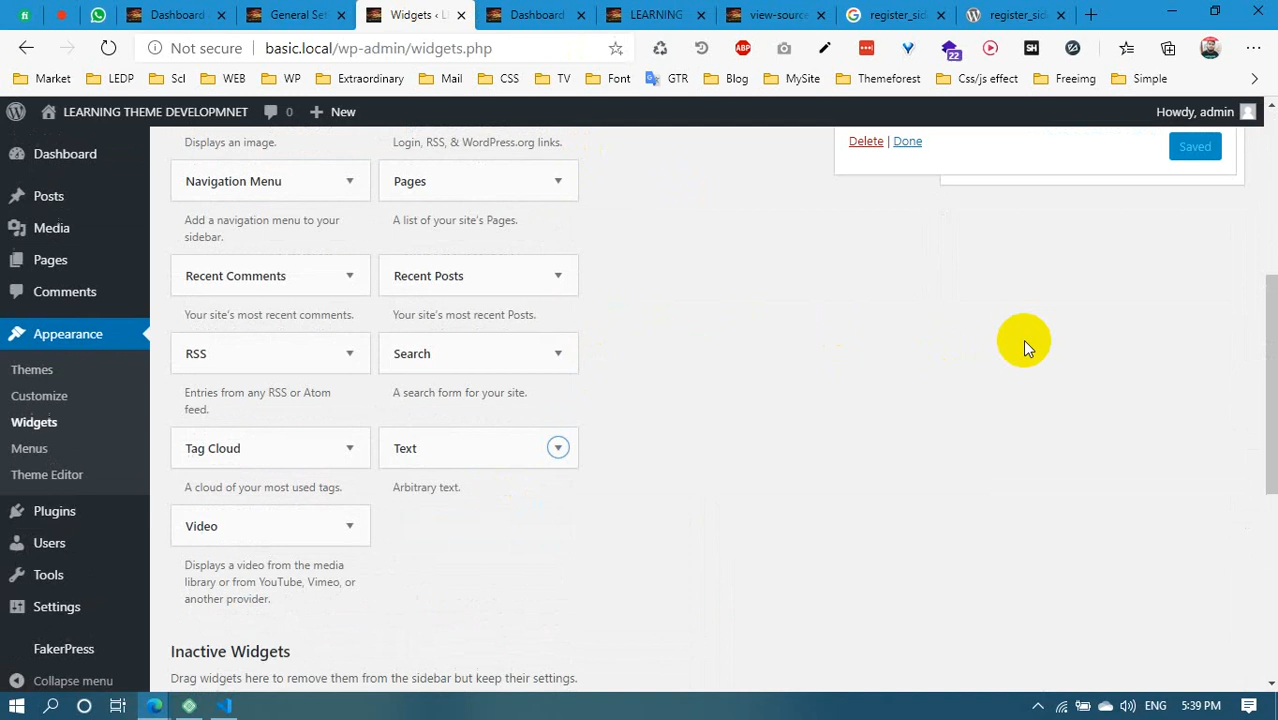 Dashboard
General Set
Widgets ‹ L
Dashboard
LEARNING
view-source
register_sid
register_sid
Not secure
basic.local/wp-admin/widgets.php
ABP
SH
22
Market
LEDP
Scl
WEB
WP
Extraordinary
Mail
CSS
TV
Font
GTR
Blog
MySite
Themeforest
Css/js effect
Freeimg
Simple
LEARNING THEME DEVELOPMNET
0
New
Howdy, admin
Dashboard
Posts
Media
Pages
Comments
Appearance
Themes
Customize
Widgets
Menus
Theme Editor
Plugins
Users
Tools
Settings
FakerPress
Collapse menu
Displays an image.
Login, RSS, & WordPress.org links.
Navigation Menu
Pages
Add a navigation menu to your
sidebar.
A list of your site's Pages.
Recent Comments
Recent Posts
Your site's most recent comments.
Your site's most recent Posts.
RSS
Search
Entries from any RSS or Atom
feed.
A search form for your site.
Tag Cloud
Text
A cloud of your most used tags.
Arbitrary text.
Video
Displays a video from the media
library or from YouTube, Vimeo, or
another provider.
Inactive Widgets
Drag widgets here to remove them from the sidebar but keep their settings.
Delete | Done
Saved
ENG
5:39 PM